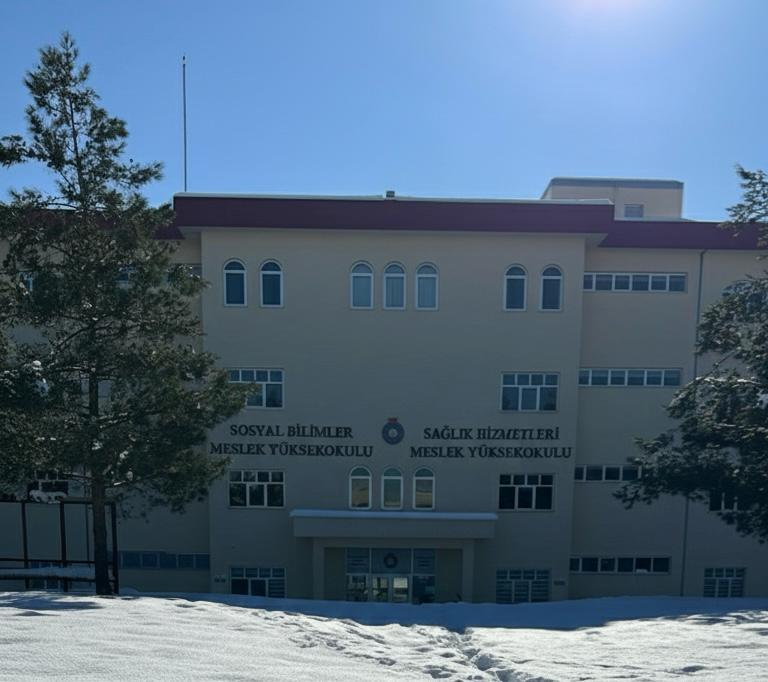 SOSYAL BİLİMLER
MESLEK YÜKSEKOKULU
SAĞLIK HİZMETLERİ
MESLEK YÜKSEKOKULU